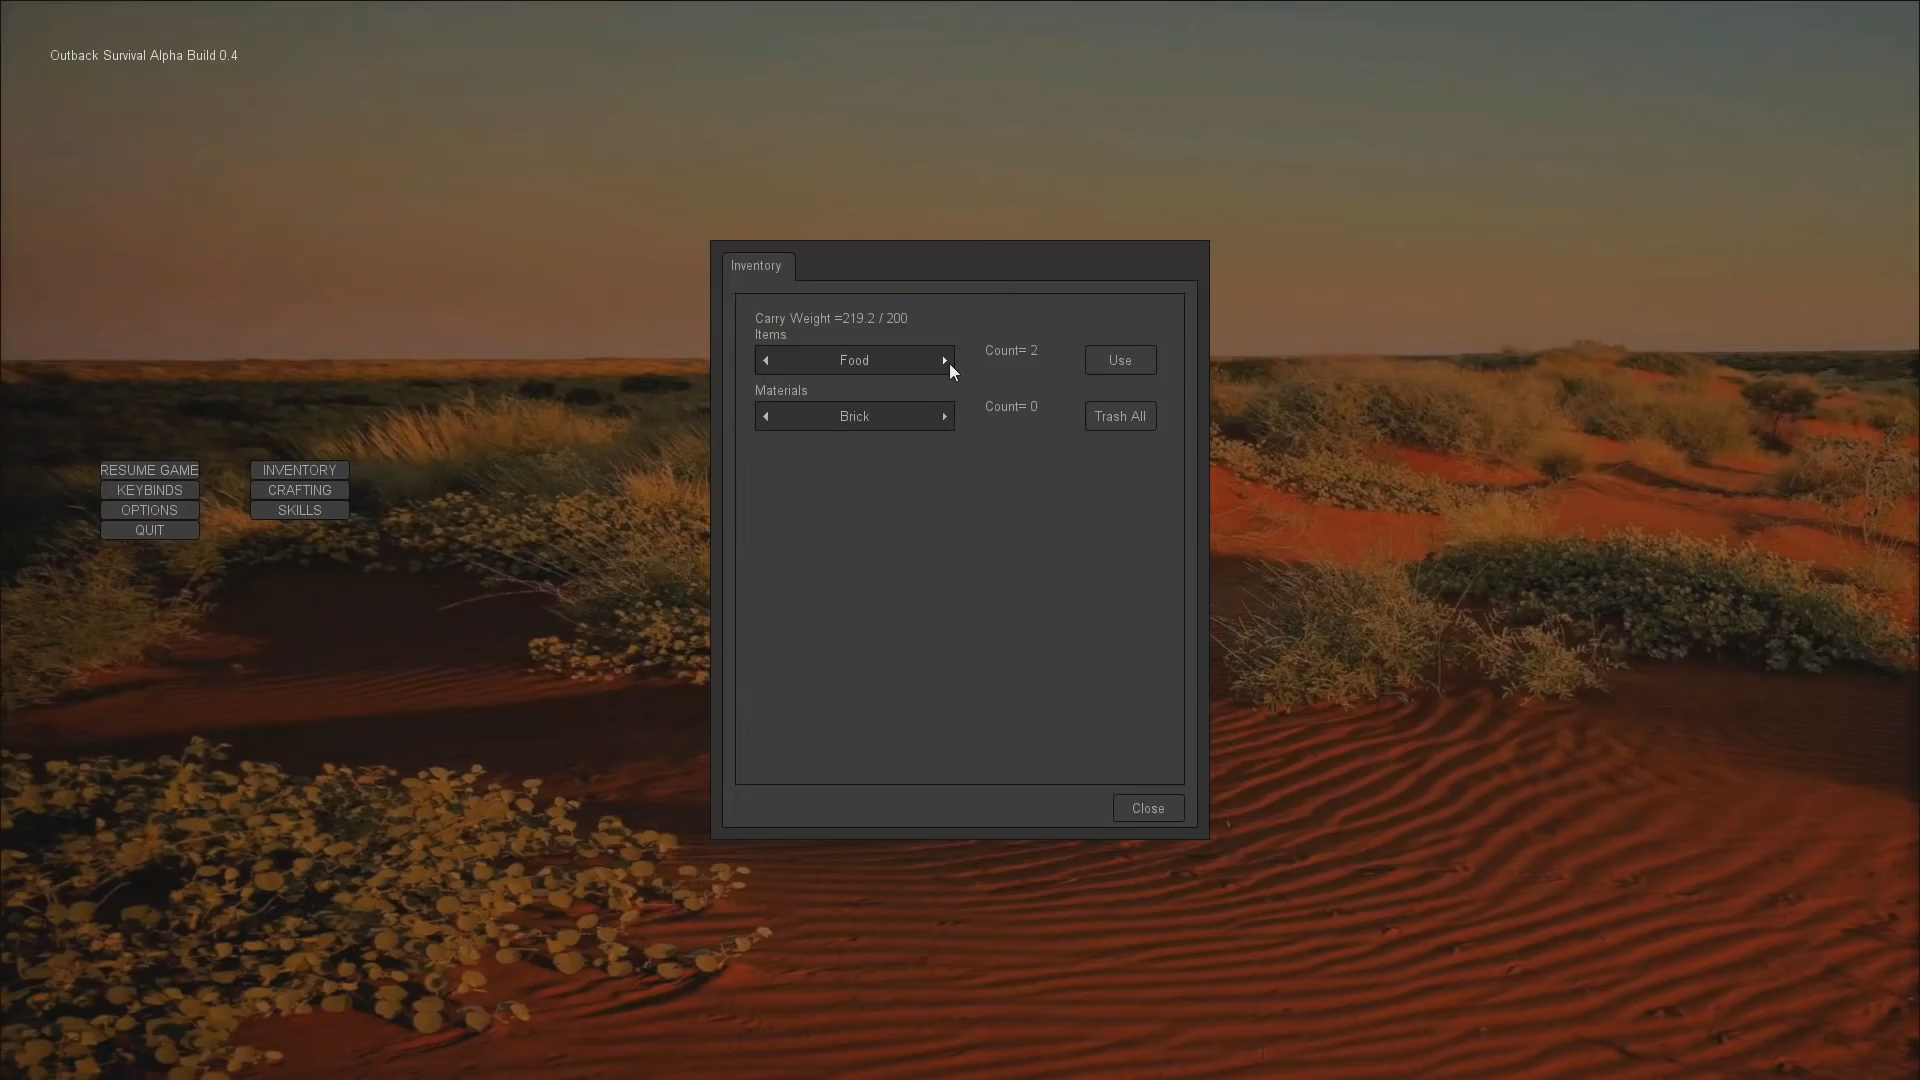 Outback Survival Alpha Build 0.4
Inventory
Carry Weight =219.2 / 200
Items
Food Count= 2 Use
Materials
Brick Count= 0 Trash All
RESUME GAME INVENTORY
KEYBINDS CRAFTING
OPTIONS SKILLS
QUIT
Close